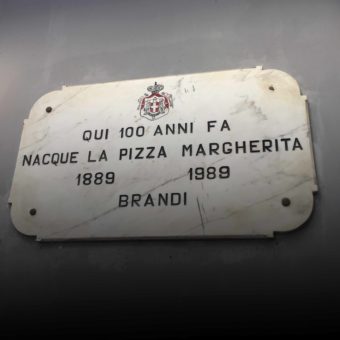 QUI 100 ANNI FA
NACQUE LA PIZZA MARGHERITA
1889 1989
BRANDI